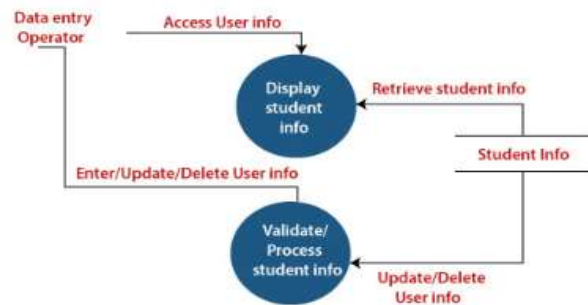 Data entry
Operator
Access User info
Display
student
info
Retrieve student info
Student Info
Enter/Update/Delete User info
Validate/
Process
student info
Update/Delete
User info